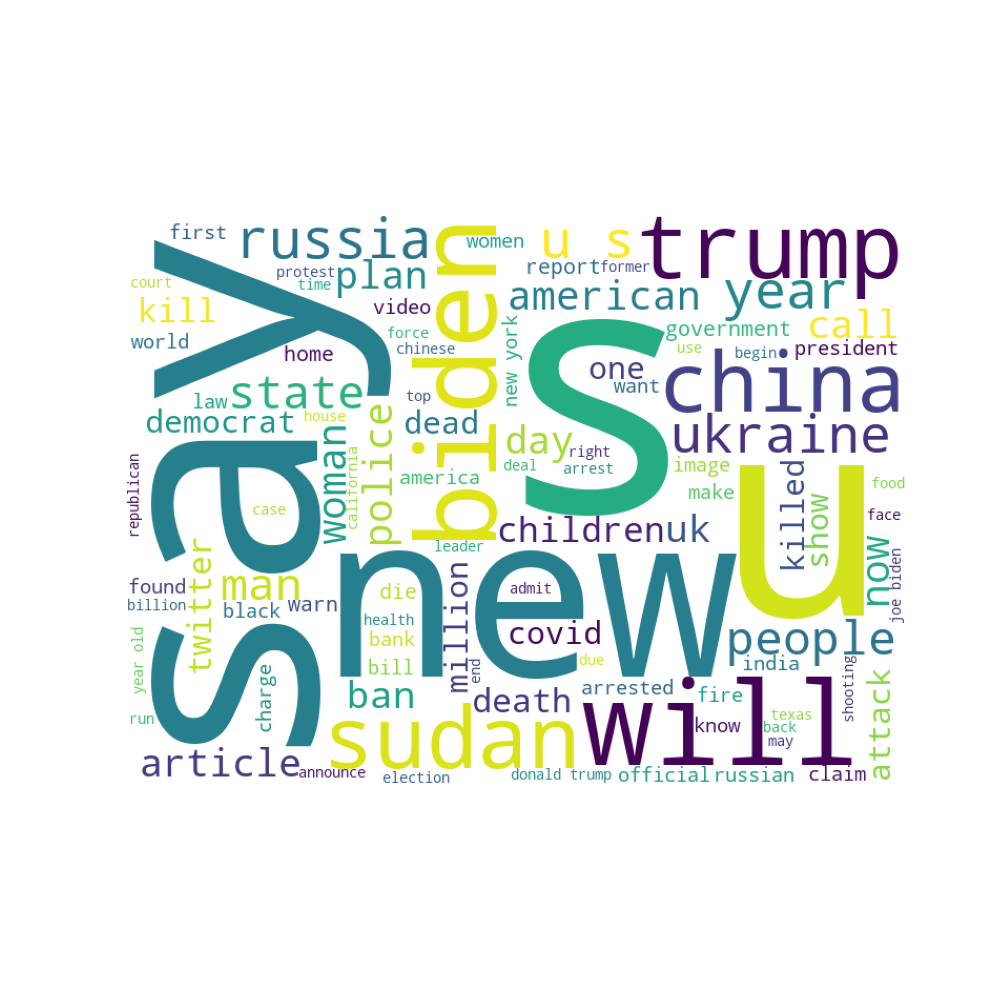 first
russia
biden
women
u s
trump
court
protest
time
plan
report
former
kill
say
video
american
year
call
world
home
force
chinese
new york
s
government
use
begin
president
law
state
top
one
want
china
democrat
house
police
dead
day
right
ukraine
republican
woman
california
america
deal
arrest
image
make
killed
show
food
case
children
uk
u
face
found
billion
twitter
man
black
warn
leader
new
admit
now
joe biden
die
health
bank
bill
million
end
covid
due
people
india
year old
run
charge
ban
death
arrested
fire
will
know
texas
back
may
shooting
attack
article
announce
sudan
election
donald trump
official
russian
claim